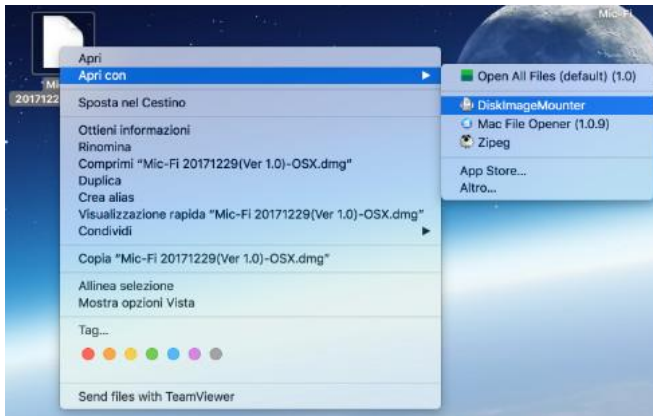 Mic-Fi
Mi
20171229
Apri
Apri con
Sposta nel Cestino
Ottieni informazioni
Rinomina
Comprimi “Mic-Fi 20171229(Ver 1.0)-OSX.dmg”
Duplica
Crea alias
Visualizzazione rapida “Mic-Fi 20171229(Ver 1.0)-OSX.dmg”
Condividi
Copia “Mic-Fi 20171229(Ver 1.0)-OSX.dmg”
Allinea selezione
Mostra opzioni Vista
Tag...
Send files with TeamViewer
Open All Files (default) (1.0)
DiskImageMounter
Mac File Opener (1.0.9)
Zipeg
App Store...
Altro...